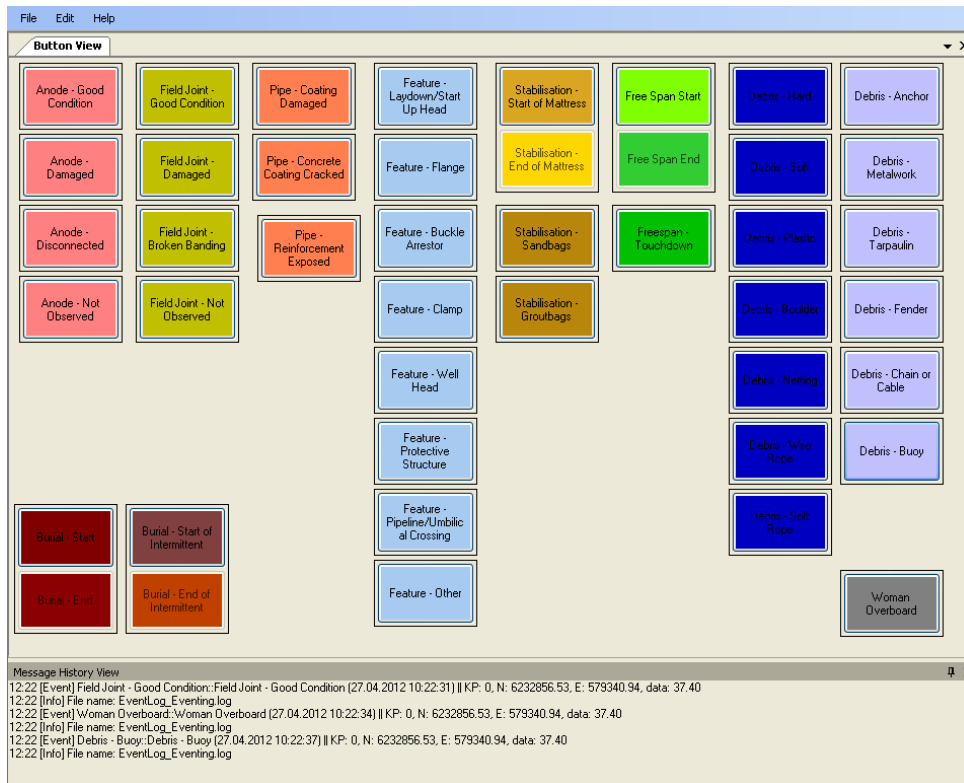 File Edit Help
Button View
Anode - Good
Condition
Anode -
Damaged
Anode -
Disconnected
Anode - Not
Observed
Field Joint -
Good Condition
Field Joint -
Damaged
Field Joint -
Broken Banding
Field Joint - Not
Observed
Pipe - Coating
Damaged
Pipe - Concrete
Coating Cracked
Pipe -
Reinforcement
Exposed
Feature -
Laydown/Start
Up Head
Feature - Flange
Feature - Buckle
Arrestor
Feature - Clamp
Feature - Well
Head
Feature -
Protective
Structure
Feature -
Pipeline/Umbilic
al Crossing
Feature - Other
Stabilisation -
Start of Mattress
Stabilisation -
End of Mattress
Stabilisation -
Sandbags
Stabilisation -
Groutbags
Free Span Start
Free Span End
Freespan -
Touchdown
Debris - Hard
Debris - Soft
Debris - Plastic
Debris - Boulder
Debris - Netting
Debris - Wire
Rope
Debris - Soft
Rope
Debris - Anchor
Debris -
Metalwork
Debris -
Tarpaulin
Debris - Fender
Debris - Chain or
Cable
Debris - Buoy
Burial - Start
Burial - End
Burial - Start of
Intermittent
Burial - End of
Intermittent
Woman
Overboard
Message History View
12:22 [Event] Field Joint - Good Condition::Field Joint - Good Condition (27.04.2012 10:22:31) || KP: 0, N: 6232856.53, E: 579340.94, data: 37.40
12:22 [Info] File name: EventLog_Eventing.log
12:22 [Event] Woman Overboard::Woman Overboard (27.04.2012 10:22:34) || KP: 0, N: 6232856.53, E: 579340.94, data: 37.40
12:22 [Info] File name: EventLog_Eventing.log
12:22 [Event] Debris - Buoy::Debris - Buoy (27.04.2012 10:22:37) || KP: 0, N: 6232856.53, E: 579340.94, data: 37.40
12:22 [Info] File name: EventLog_Eventing.log